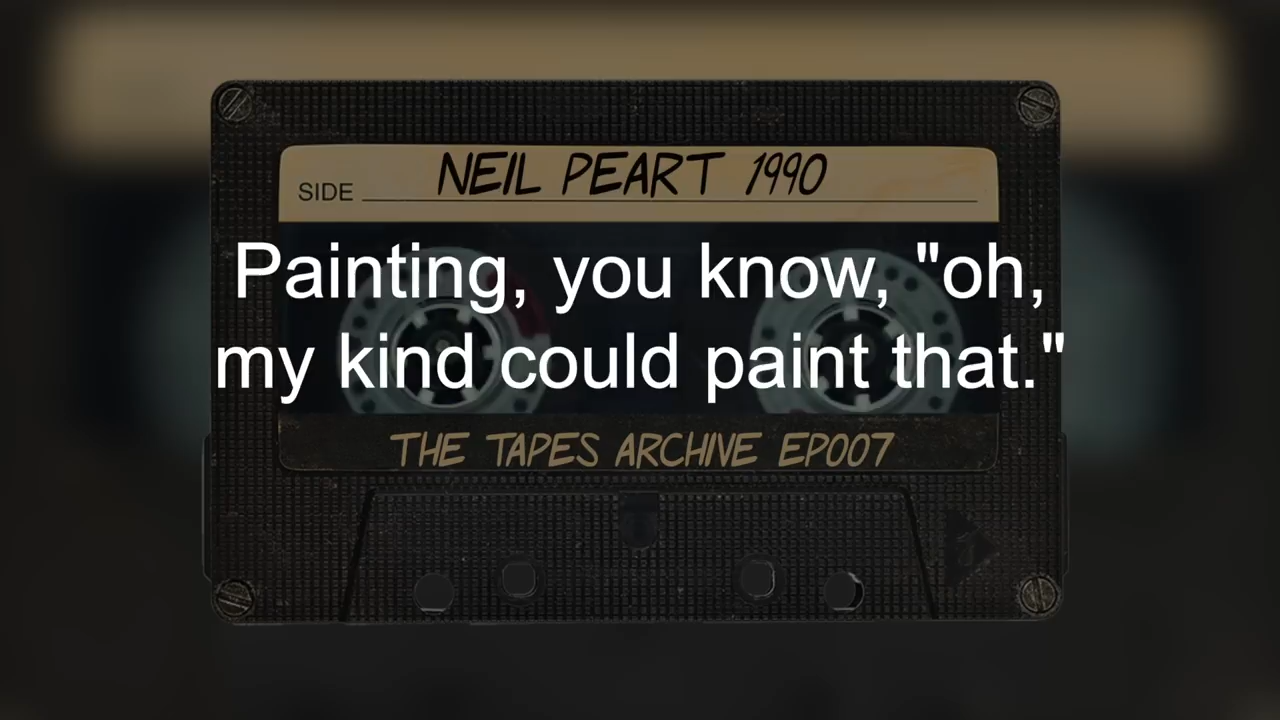 NEIL PEART 1990
SIDE
Painting, you know, "oh,
my kind could paint that."
THE TAPES ARCHIVE EP007